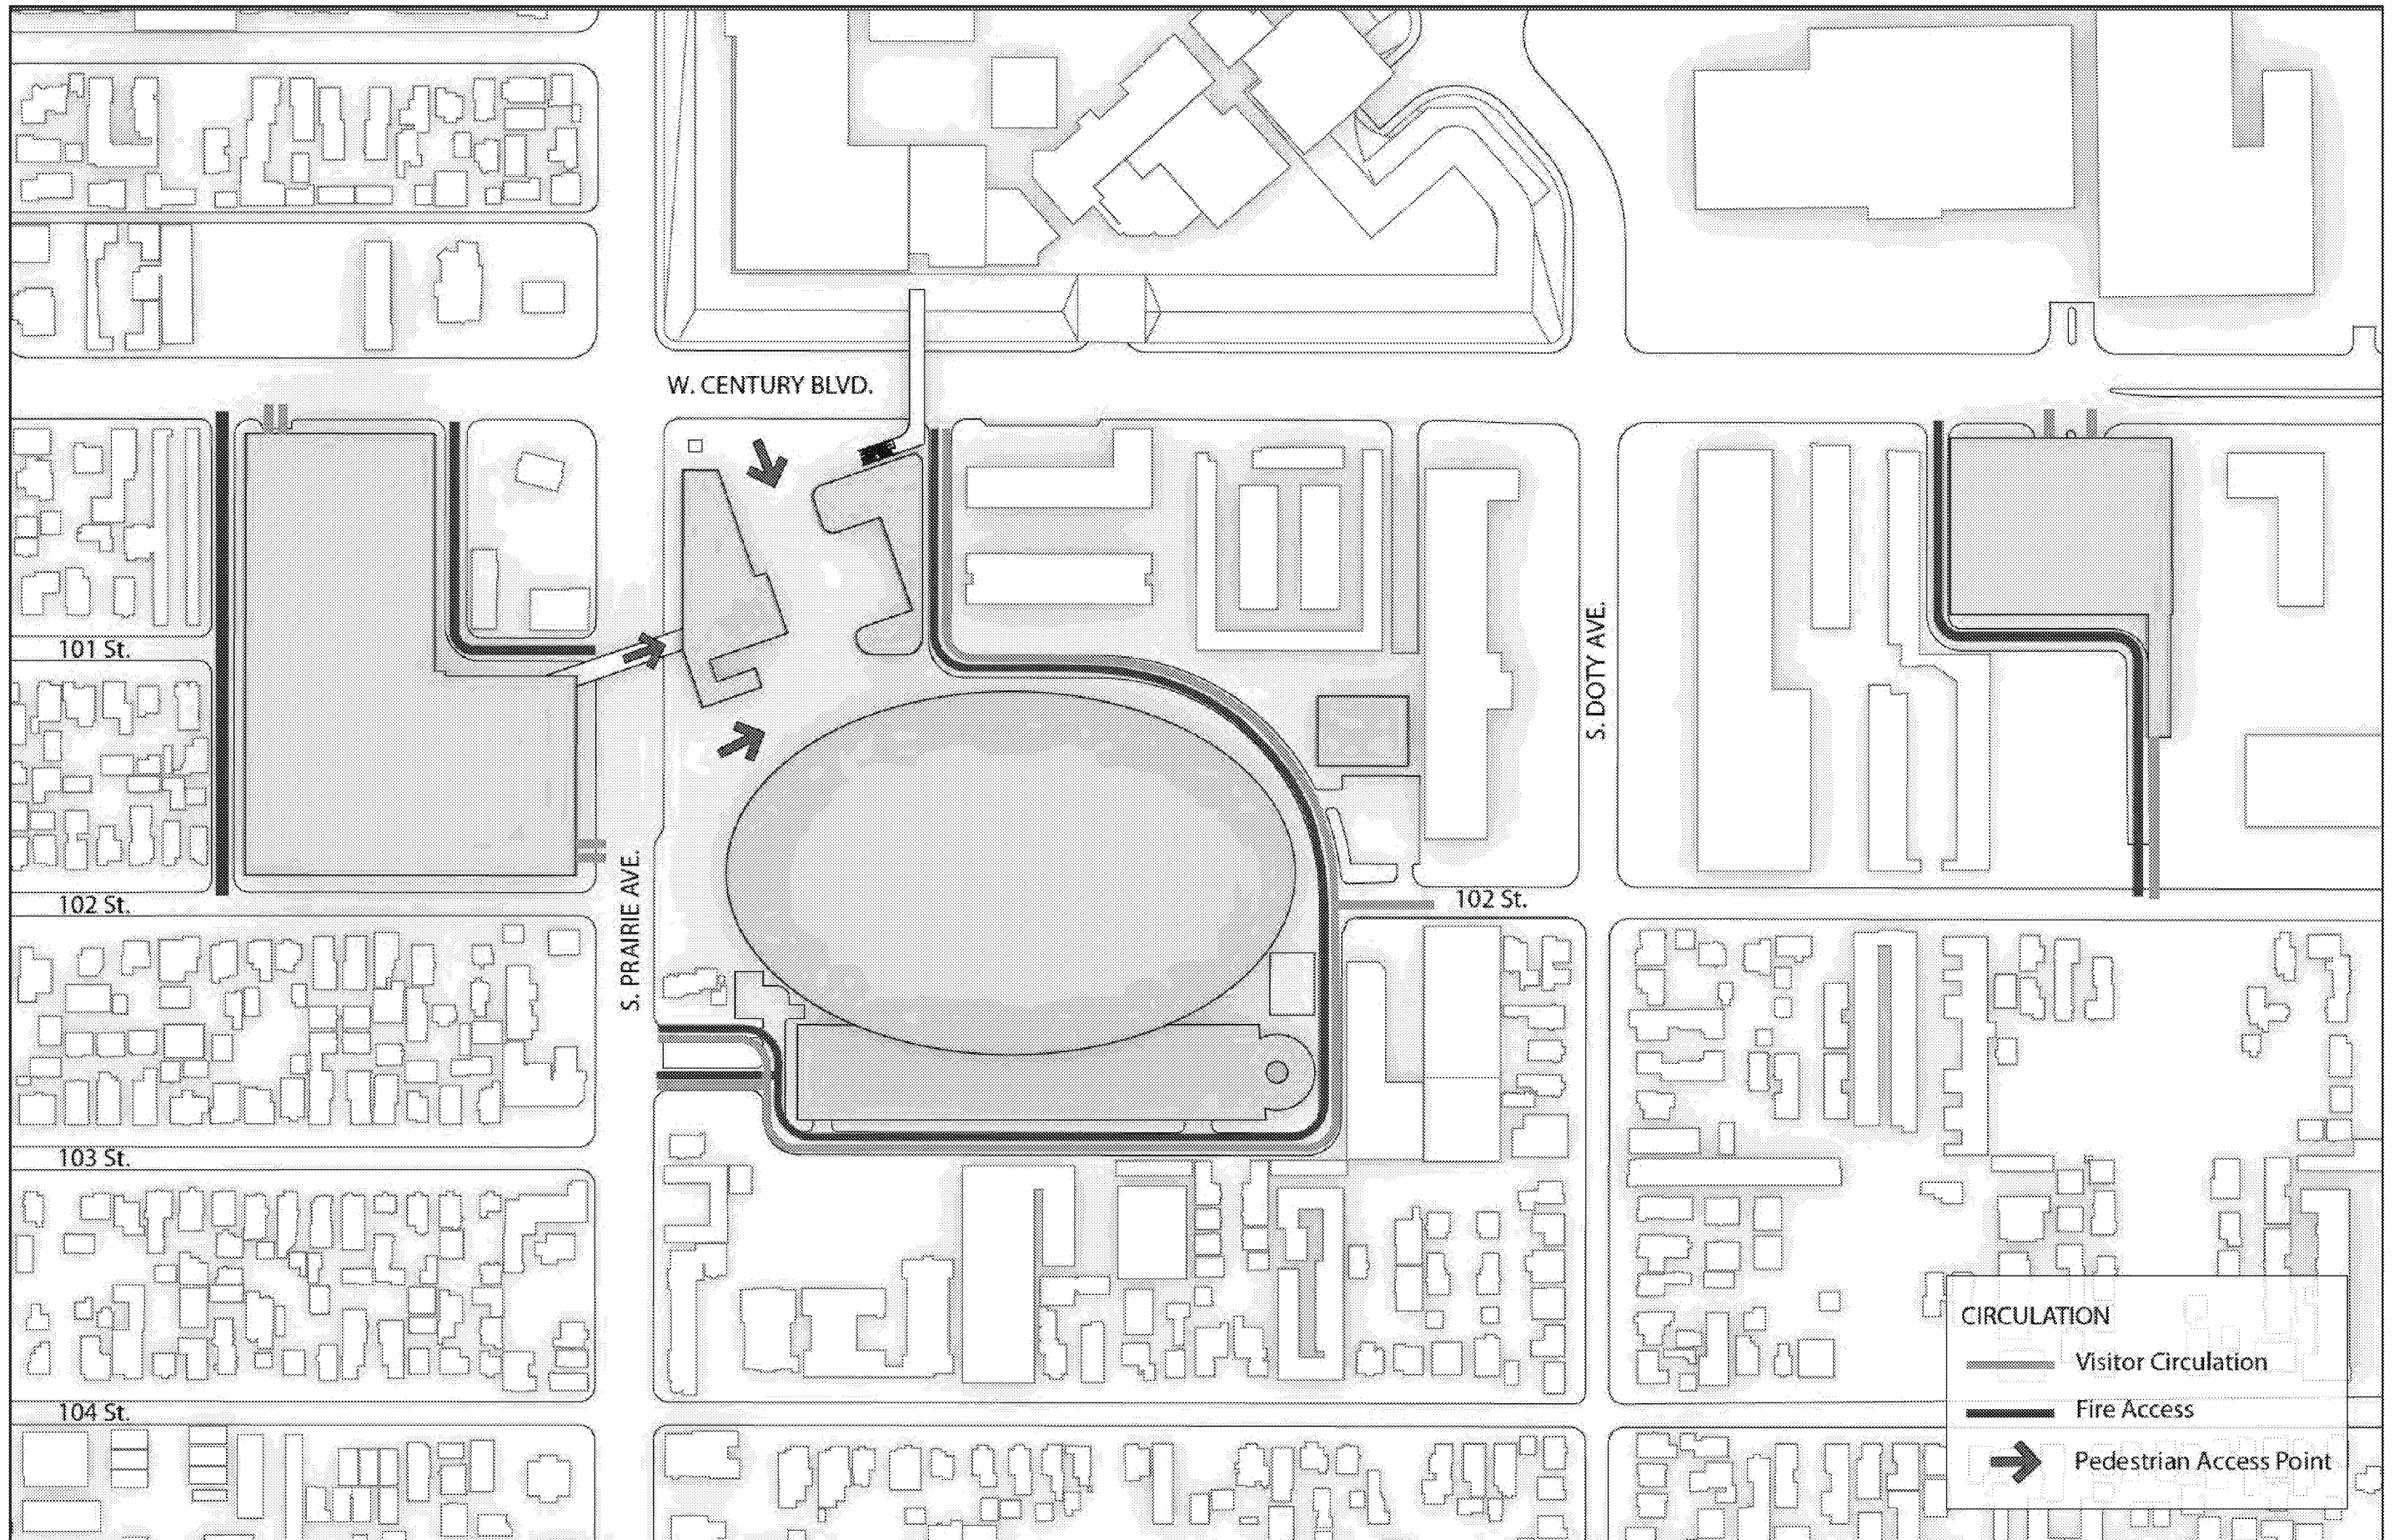 W. CENTURY BLVD.
101 St.
S. DOTY AVE.
102 St.
102 St.
S. PRAIRIE AVE.
103 St.
104 St.
CIRCULATION
Visitor Circulation
Fire Access
Pedestrian Access Point